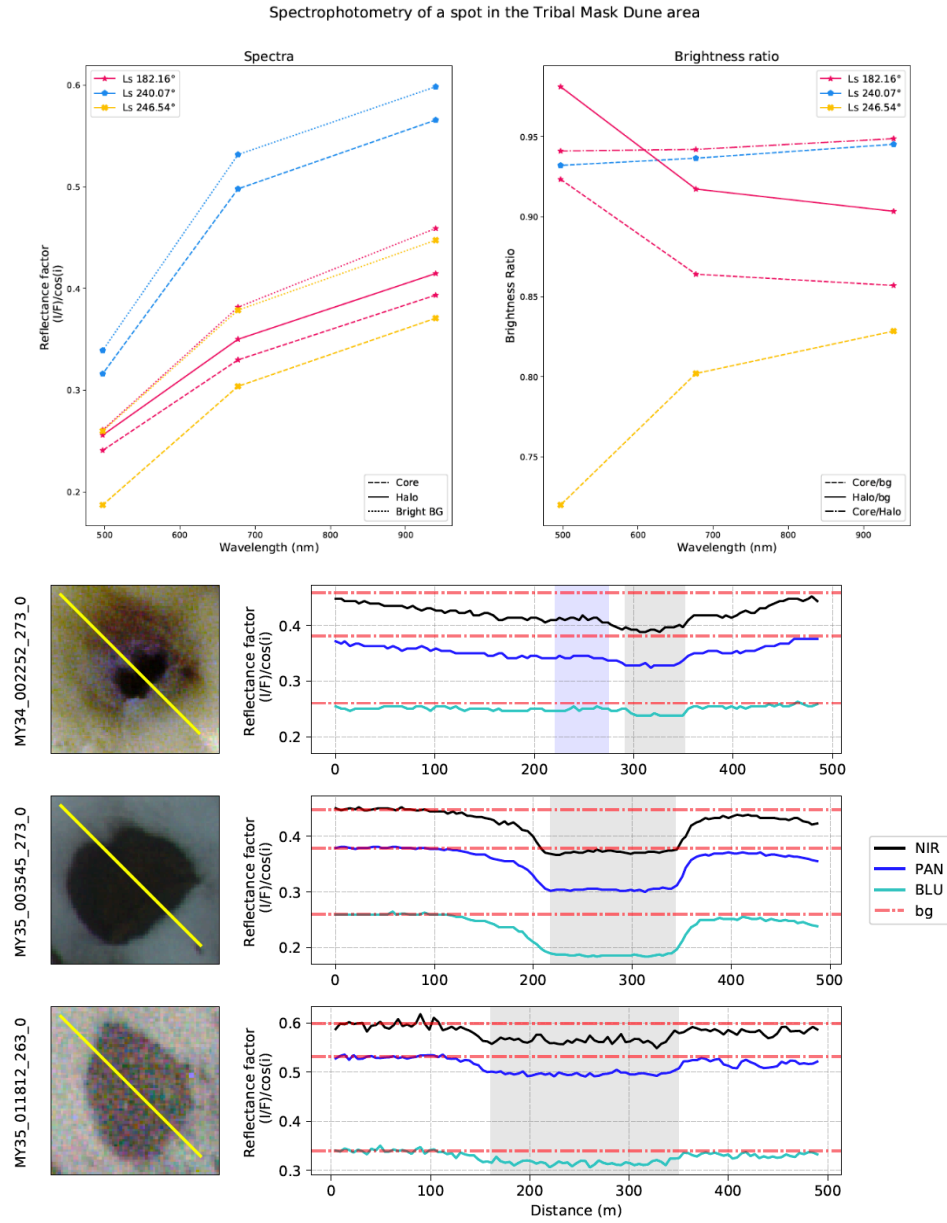 Spectrophotometry of a spot in the Tribal Mask Dune area
Spectra
Reflectance factor
(I/F)/cos(i)
0.6
0.5
0.4
0.3
0.2
Ls 182.16°
Ls 240.07°
Ls 246.54°
Core
Halo
Bright BG
500 600 700 800 900
Wavelength (nm)
Brightness ratio
Brightness Ratio
0.95
0.90
0.85
0.80
0.75
Ls 182.16°
Ls 240.07°
Ls 246.54°
Core/bg
Halo/bg
Core/Halo
500 600 700 800 900
Wavelength (nm)
MY34_002252_273_0
Reflectance factor
(I/F)/cos(i)
0.4
0.3
0.2
0 100 200 300 400 500
MY35_003545_273_0
Reflectance factor
(I/F)/cos(i)
0.4
0.3
0.2
0 100 200 300 400 500
NIR
PAN
BLU
bg
MY35_011812_263_0
Reflectance factor
(I/F)/cos(i)
0.6
0.5
0.4
0.3
0 100 200 300 400 500
Distance (m)